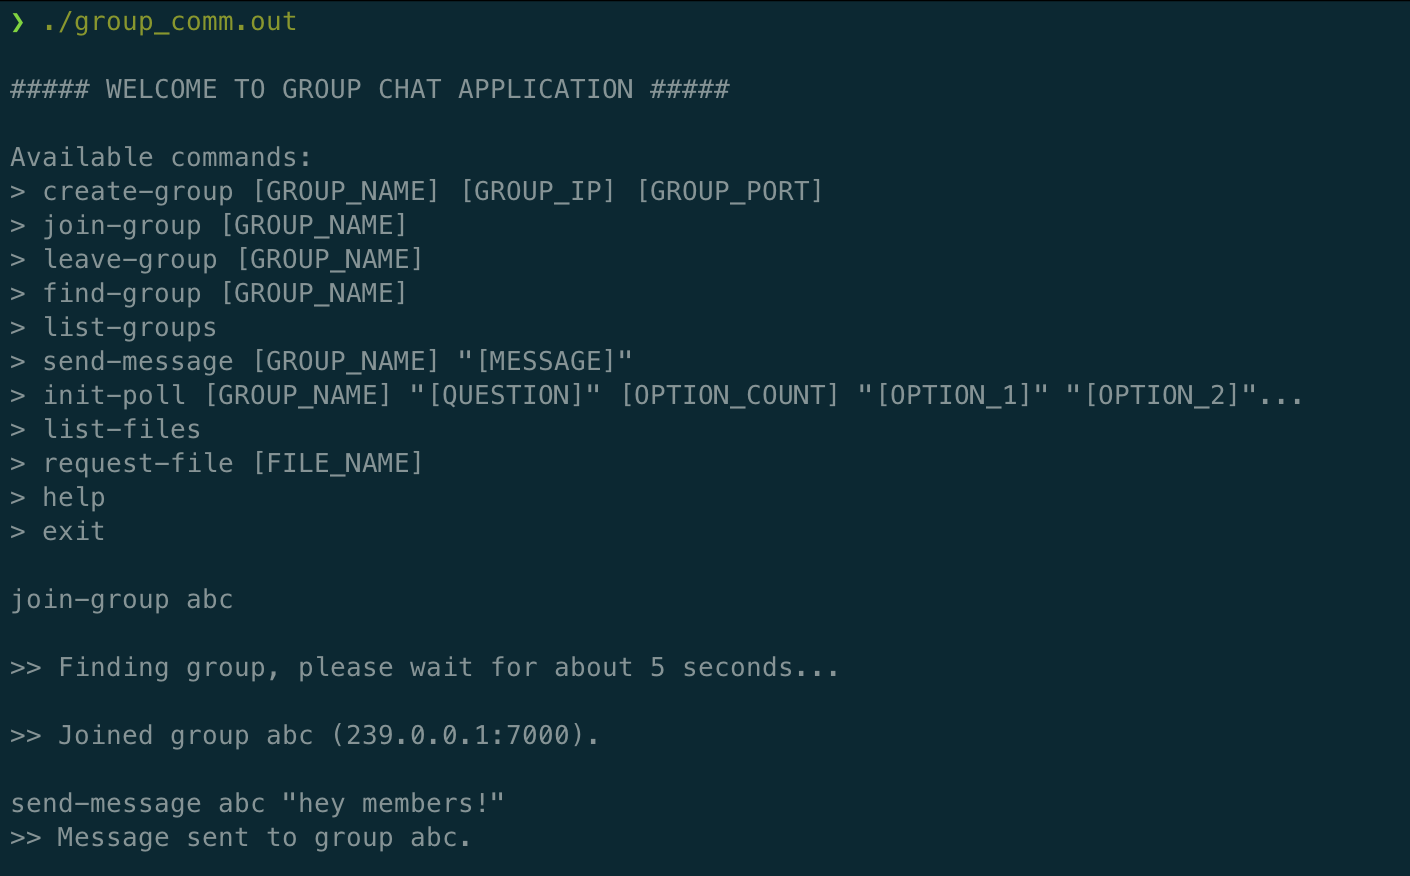 ❯ ./group_comm.out
##### WELCOME TO GROUP CHAT APPLICATION #####
Available commands:
> create-group [GROUP_NAME] [GROUP_IP] [GROUP_PORT]
> join-group [GROUP_NAME]
> leave-group [GROUP_NAME]
> find-group [GROUP_NAME]
> list-groups
> send-message [GROUP_NAME] "[MESSAGE]"
> init-poll [GROUP_NAME] "[QUESTION]" [OPTION_COUNT] "[OPTION_1]" "[OPTION_2]"...
> list-files
> request-file [FILE_NAME]
> help
> exit
join-group abc
>> Finding group, please wait for about 5 seconds...
>> Joined group abc (239.0.0.1:7000).
send-message abc "hey members!"
>> Message sent to group abc.